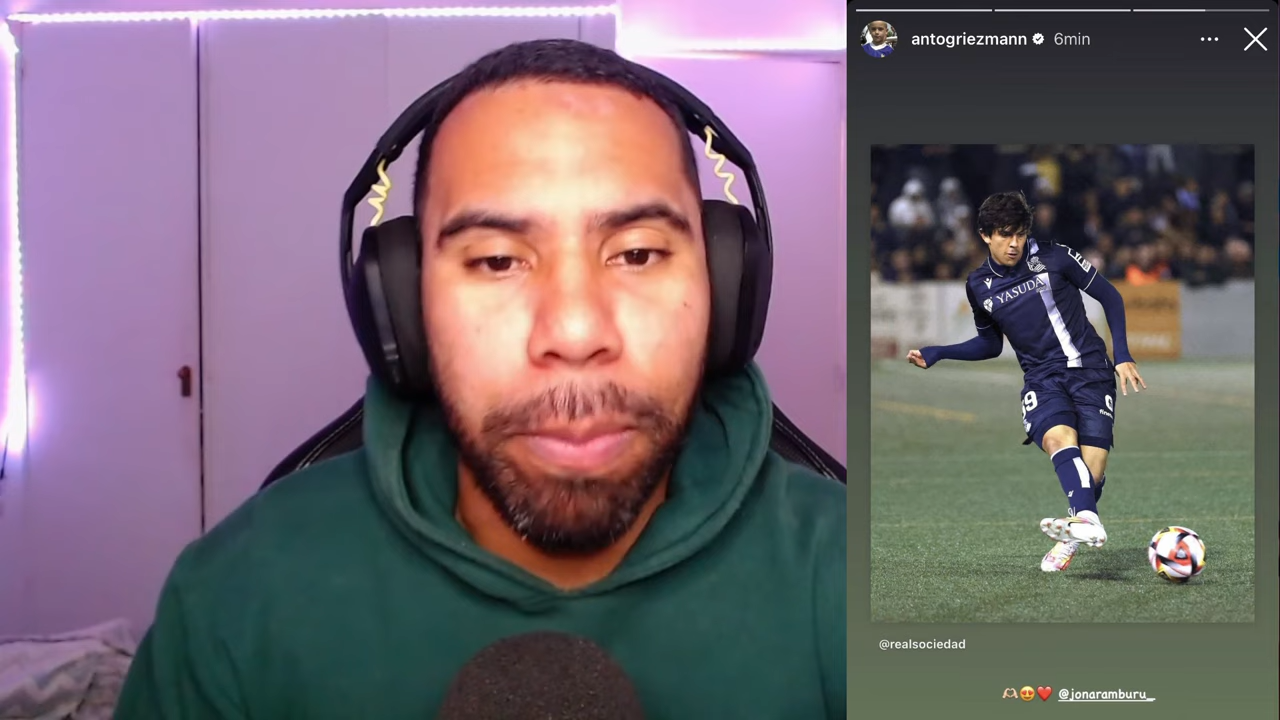 antogriezmann 6min
YASUDA
@realsociedad
🫶🏼😍❤️ @jonaramburu_